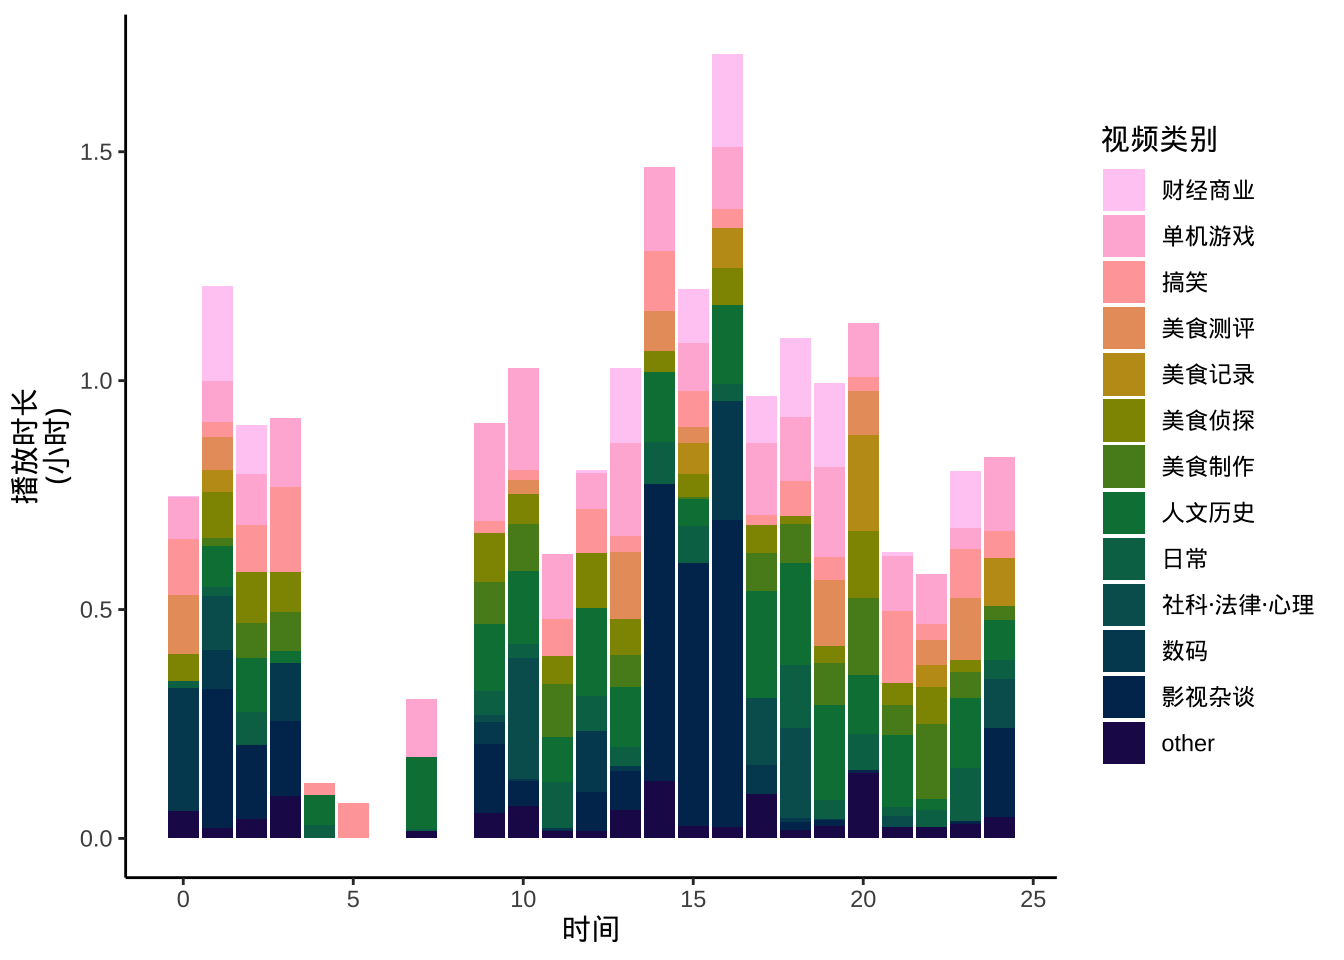 播放时长
(小时)
1.5
1.0
0.5
0.0
0 5 10 15 20 25
时间
视频类别
财经商业
单机游戏
搞笑
美食测评
美食记录
美食侦探
美食制作
人文历史
日常
社科·法律·心理
数码
影视杂谈
other